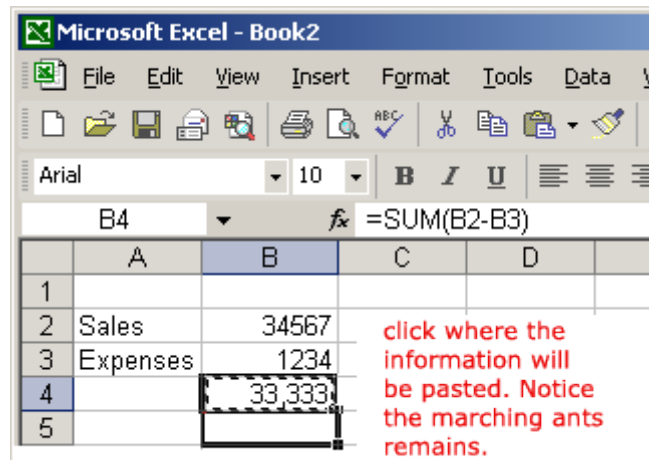 Microsoft Excel - Book2
File Edit View Insert Format Tools Data
ABC
Arial 10 B I U
B4 fx =SUM(B2-B3)
A B C D
1
2 Sales 34567
3 Expenses 1234
4 33,333
5
click where the
information will
be pasted. Notice
the marching ants
remains.